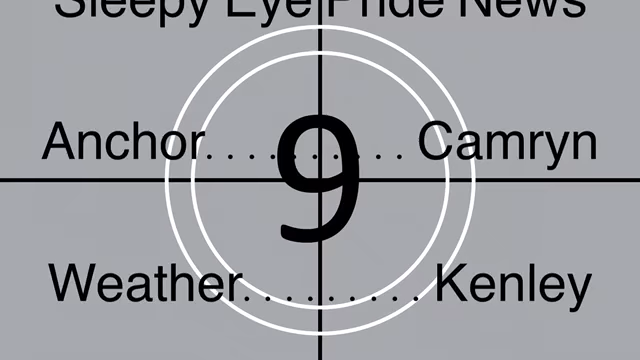 Sleepy Eye Pride News
Anchor.......... Camryn
9
Weather.......... Kenley